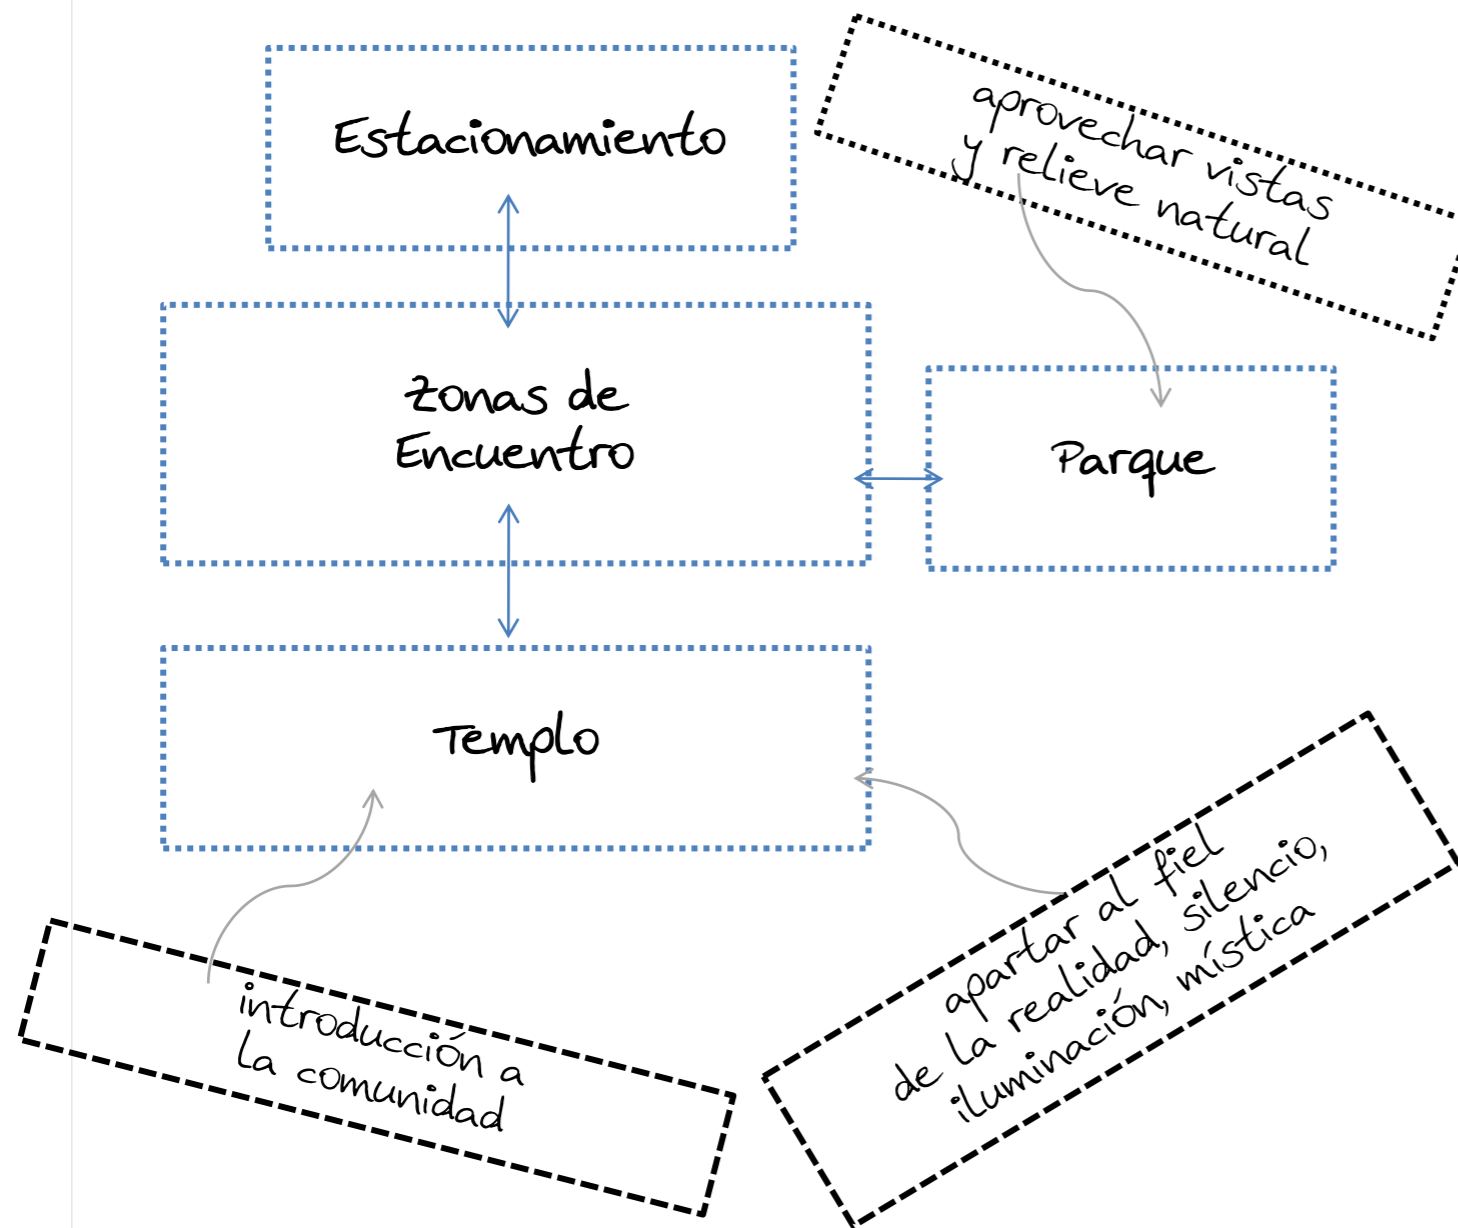 Estacionamiento
aprovechar vistas
y relieve natural
Zonas de
Encuentro
Parque
Templo
introducción a
la comunidad
apartar al fiel
de la realidad, silencio,
iluminación, mística